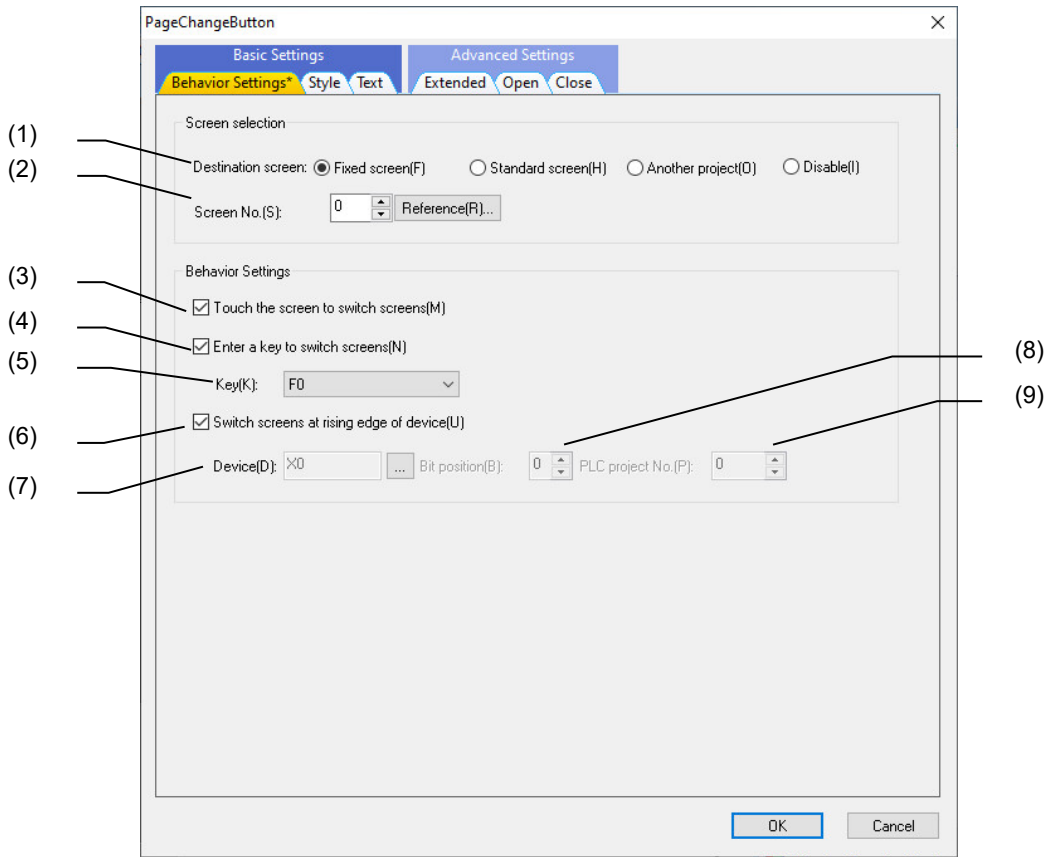 PageChangeButton
Basic Settings
Advanced Settings
Behavior Settings* Style Text Extended Open Close
Screen selection
(1)
Destination screen: Fixed screen(F) Standard screen(H) Another project(O) Disable(I)
(2)
Screen No.(S): 0 Reference(R)...
Behavior Settings
(3)
Touch the screen to switch screens(M)
(4)
Enter a key to switch screens(N)
(5)
Key(K): F0
(8)
(9)
(6)
Switch screens at rising edge of device(U)
(7)
Device(D): X0 ... Bit position(B): 0 PLC project No.(P): 0
OK Cancel